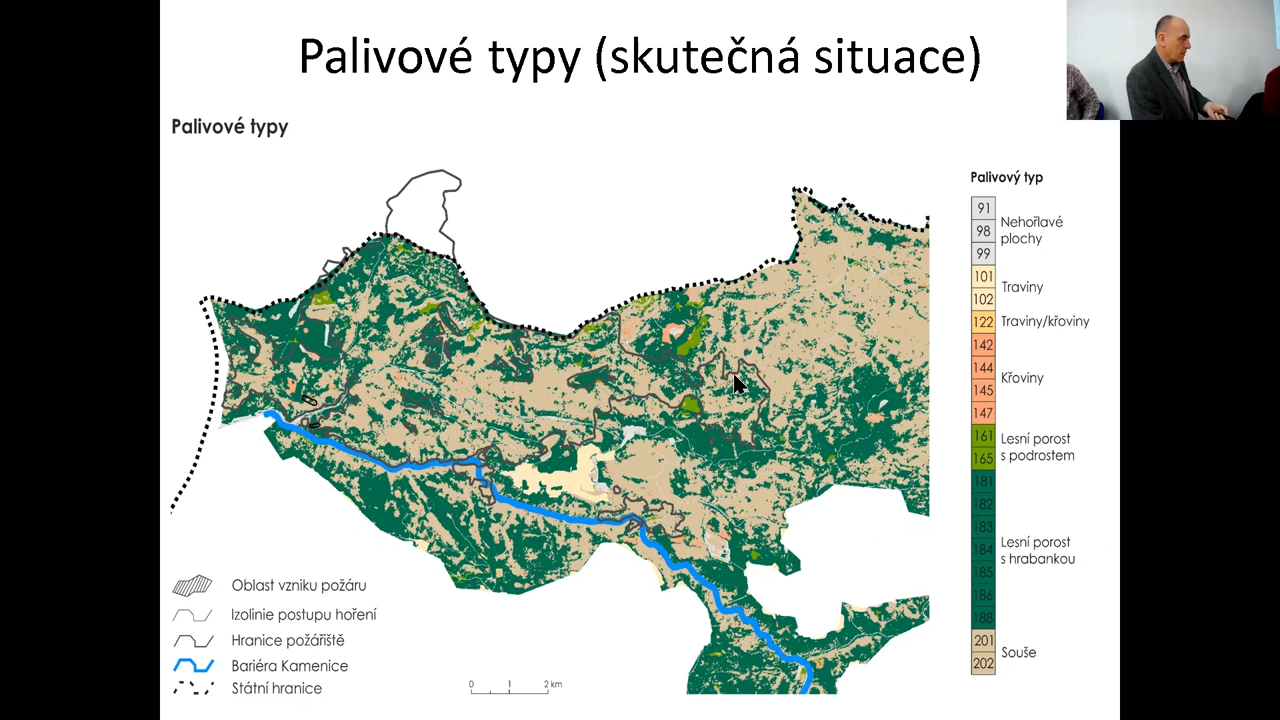 Palivové typy (skutečná situace)
Palivové typy
Palivový typ
91
98
99
Nehořlavé
plochy
101
102
Traviny
122
Traviny/křoviny
142
144
145
147
Křoviny
161
165
Lesní porost
s podrostem
181
182
183
184
185
186
188
Lesní porost
s hrabankou
201
202
Souše
Oblast vzniku požáru
Izolinie postupu hoření
Hranice požářiště
Bariéra Kamenice
Státní hranice
0 1 2 km